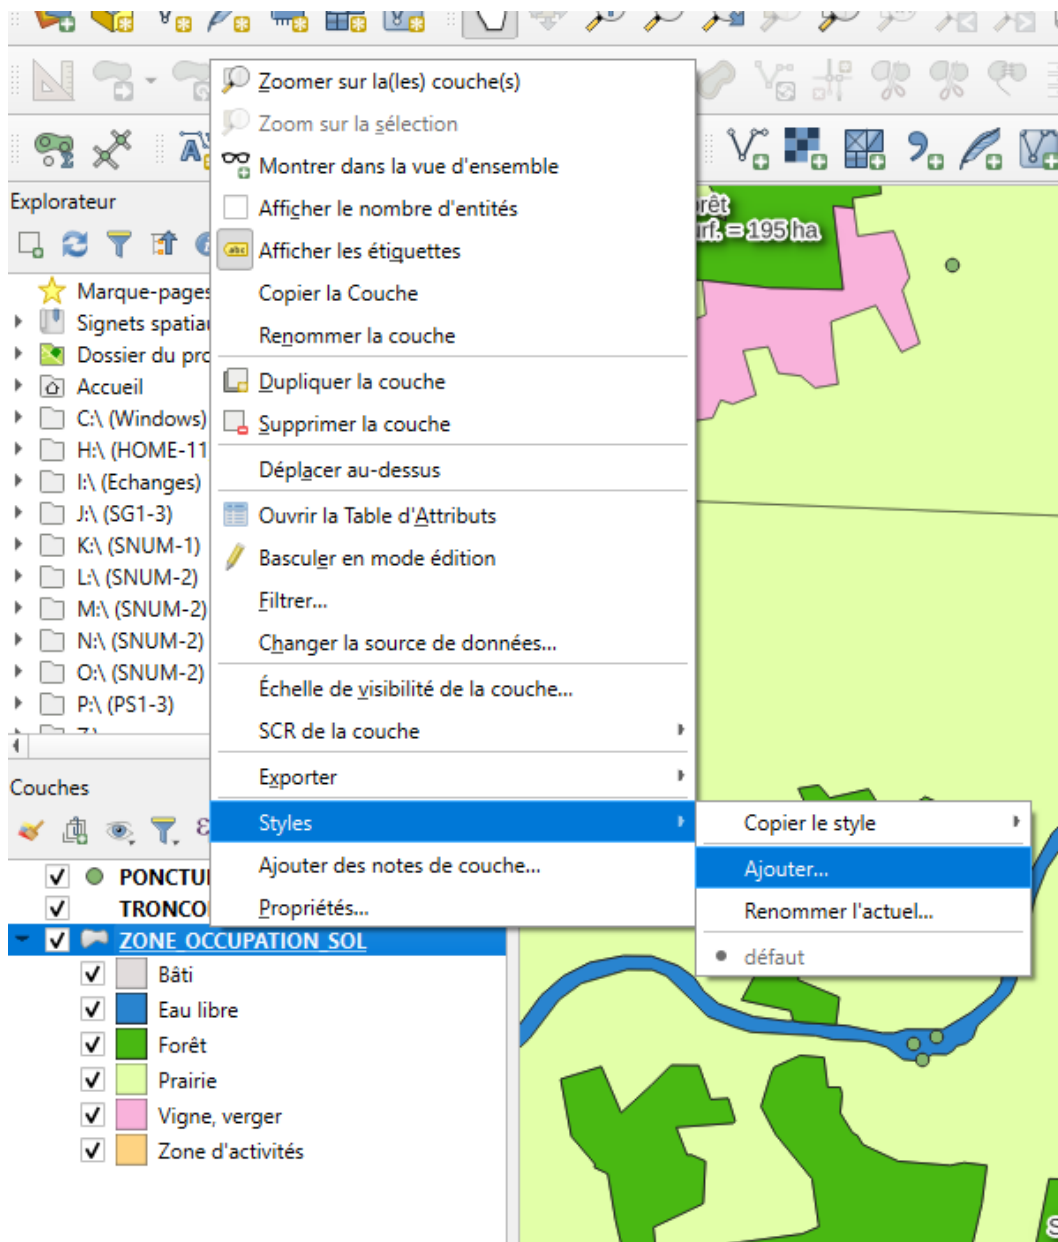 Zoomer sur la(les) couche(s)
Zoom sur la sélection
Montrer dans la vue d'ensemble
Afficher le nombre d'entités
abc Afficher les étiquettes
Copier la Couche
Renommer la couche
Dupliquer la couche
Supprimer la couche
Déplacer au-dessus
Ouvrir la Table d'Attributs
Basculer en mode édition
Filtrer...
Changer la source de données...
Échelle de visibilité de la couche...
SCR de la couche
Exporter
Styles
Ajouter des notes de couche...
Propriétés...
Copier le style
Ajouter...
Renommer l'actuel...
défaut
Explorateur
Marque-pages
Signets spatiau
Dossier du pro
Accueil
C:\ (Windows)
H:\ (HOME-11
I:\ (Echanges)
J:\ (SG1-3)
K:\ (SNUM-1)
L:\ (SNUM-2)
M:\ (SNUM-2)
N:\ (SNUM-2)
O:\ (SNUM-2)
P:\ (PS1-3)
Couches
PONCTU
TRONCO
ZONE_OCCUPATION_SOL
Bâti
Eau libre
Forêt
Prairie
Vigne, verger
Zone d'activités
rêt
urf. = 195 ha